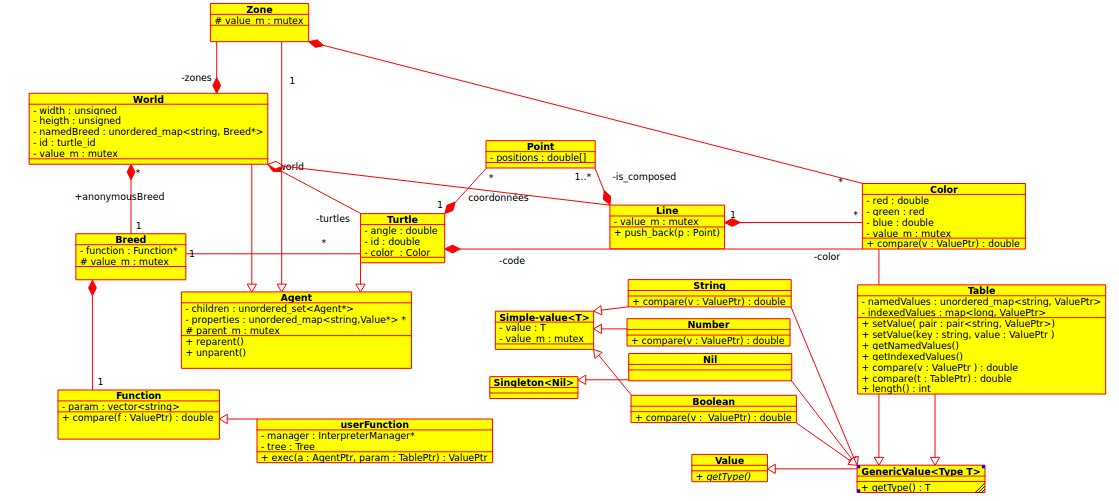 Zone
# value_m : mutex
-zones
1
World
- width : unsigned
- heigth : unsigned
- namedBreed : unordered_map<string, Breed*>
- id : turtle_id
- value_m : mutex
*
+anonymousBreed
1
world
-turtles
*
Point
- positions : double[]
*
1..*
-is_composed
coordonnées
1
Turtle
- angle : double
- id : double
- color : Color
Line
- value_m : mutex
+ push_back(p : Point)
1
*
*
Color
- red : double
- green : red
- blue : double
- value_m : mutex
+ compare(v : ValuePtr) : double
-code
-color
Breed
- function : Function*
# value_m : mutex
1
1
Agent
- children : unordered_set<Agent*>
- properties : unordered_map<string,Value*> *
# parent_m : mutex
+ reparent()
+ unparent()
Function
- param : vector<string>
+ compare(f : ValuePtr) : double
userFunction
- manager : InterpreterManager*
- tree : Tree
+ exec(a : AgentPtr, param : TablePtr) : ValuePtr
String
+ compare(v : ValuePtr) : double
Simple-value<T>
- value : T
- value_m : mutex
Number
+ compare(v : ValuePtr) : double
Nil
Singleton<Nil>
Boolean
+ compare(v : ValuePtr) : double
Table
- namedValues : unordered_map<string, ValuePtr>
- indexedValues : map<long, ValuePtr>
+ setValue( pair : pair<string, ValuePtr>)
+ setValue(key : string, value : ValuePtr )
+ getNamedValues()
+ getIndexedValues()
+ compare(v : ValuePtr ) : double
+ compare(t : TablePtr) : double
+ length() : int
Value
+ getType()
GenericValue<Type T>
+ getType() : T